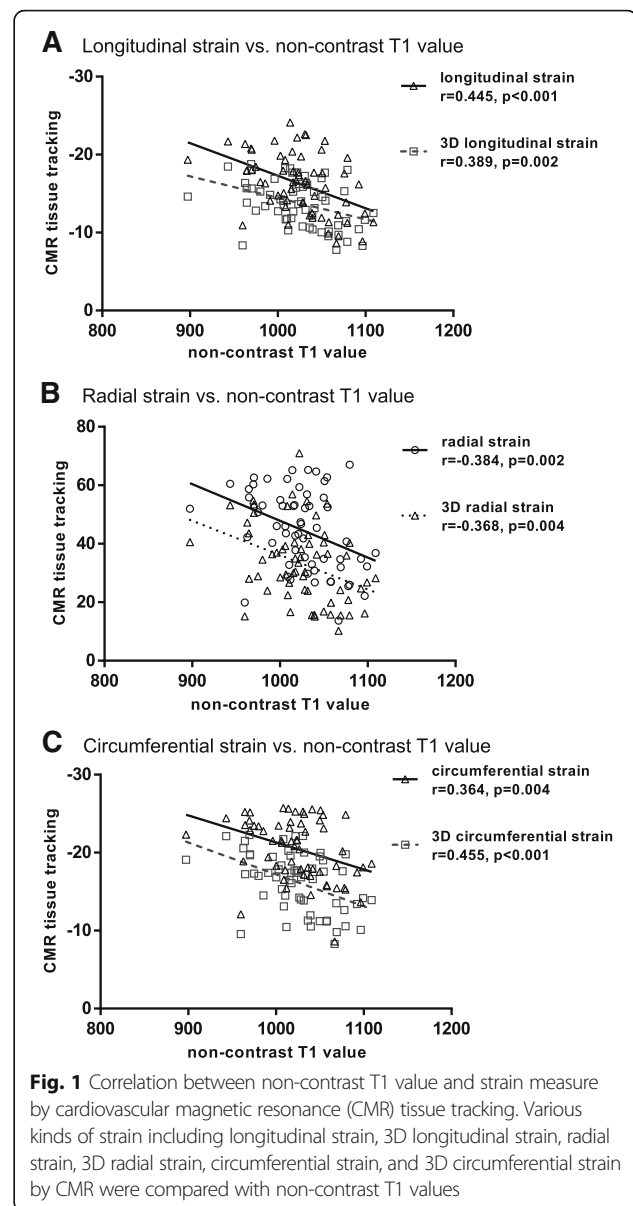 A Longitudinal strain vs. non-contrast T1 value
-30
-20
-10
0
CMR tissue tracking
800 900 1000 1100 1200
non-contrast T1 value
longitudinal strain
r=0.445, p<0.001
3D longitudinal strain
r=0.389, p=0.002
B Radial strain vs. non-contrast T1 value
80
60
40
20
0
CMR tissue tracking
800 900 1000 1100 1200
non-contrast T1 value
radial strain
r=-0.384, p=0.002
3D radial strain
r=-0.368, p=0.004
C Circumferential strain vs. non-contrast T1 value
-30
-20
-10
0
CMR tissue tracking
800 900 1000 1100 1200
non-contrast T1 value
circumferential strain
r=0.364, p=0.004
3D circumferential strain
r=0.455, p<0.001
Fig. 1 Correlation between non-contrast T1 value and strain measure
by cardiovascular magnetic resonance (CMR) tissue tracking. Various
kinds of strain including longitudinal strain, 3D longitudinal strain, radial
strain, 3D radial strain, circumferential strain, and 3D circumferential strain
by CMR were compared with non-contrast T1 values